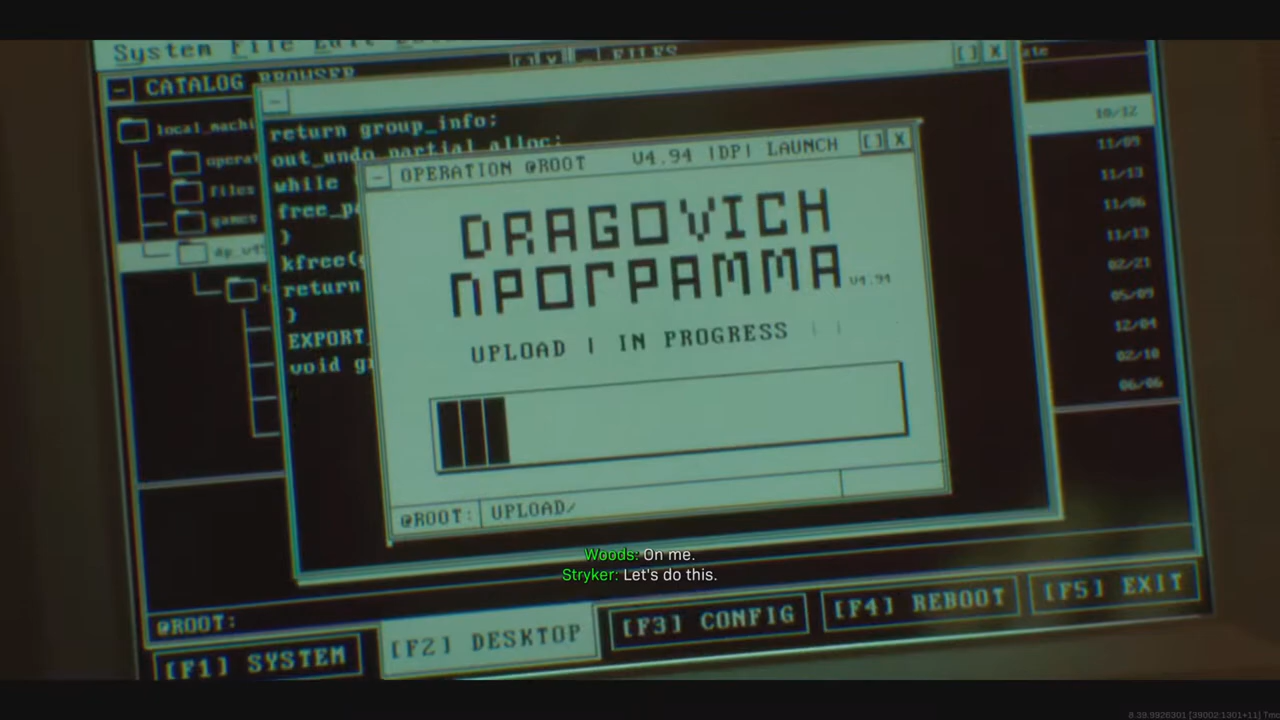 System File Edit
FILES
CATALOG BROWSER
return group_info;
out_undo_partial_alloc:
while
}
kfree(
return
}
EXPORT_
void
local_machi
operat
files
games
OPERATION @ROOT V4.94 |DP| LAUNCH
DRAGOVICH
ПРОГРАММА V4.94
UPLOAD | IN PROGRESS
@ROOT: UPLOAD/
10/12
11/09
11/13
11/06
11/13
02/21
05/09
12/04
02/10
06/06
Woods: On me.
Stryker: Let's do this.
@ROOT:
[F1] SYSTEM [F2] DESKTOP [F3] CONFIG [F4] REBOOT [F5] EXIT